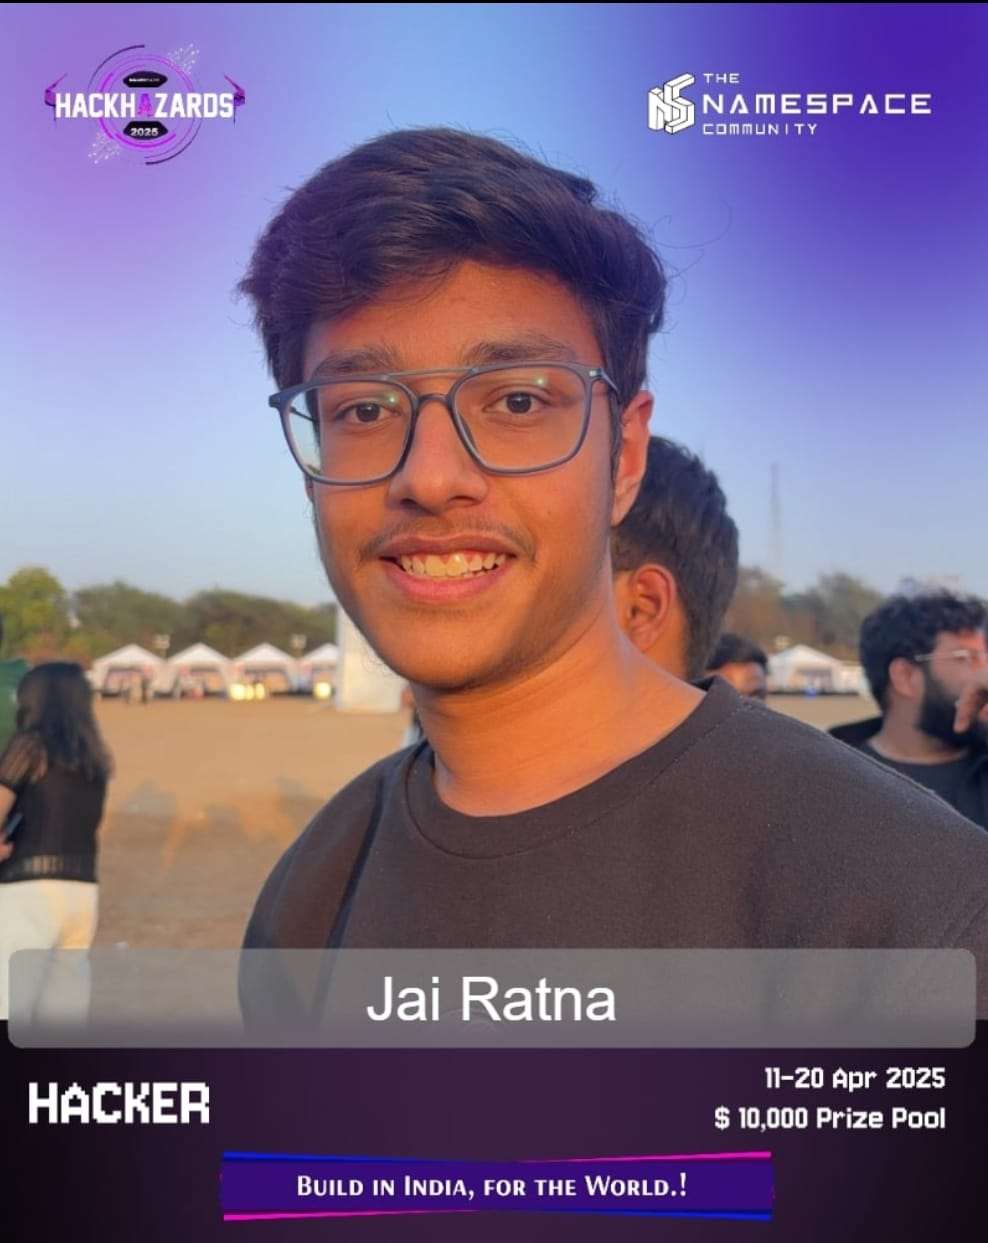 HACKHAZARDS
2025
THE
NAMESPACE
COMMUNITY
Jai Ratna
HACKER
11-20 Apr 2025
$ 10,000 Prize Pool
BUILD IN INDIA, FOR THE WORLD.!